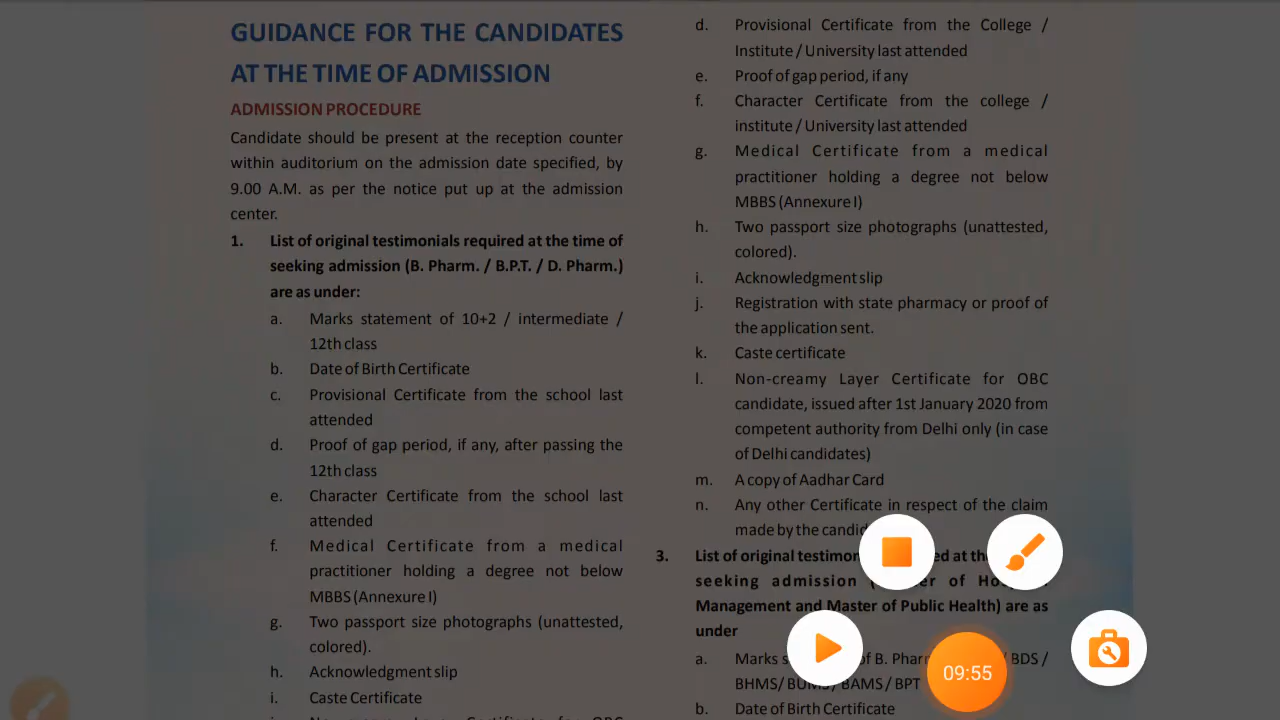 GUIDANCE FOR THE CANDIDATES
AT THE TIME OF ADMISSION
ADMISSION PROCEDURE
Candidate should be present at the reception counter
within auditorium on the admission date specified, by
9.00 A.M. as per the notice put up at the admission
center.
1. List of original testimonials required at the time of
seeking admission (B. Pharm. / B.P.T. / D. Pharm.)
are as under:
a. Marks statement of 10+2 / intermediate /
12th class
b. Date of Birth Certificate
c. Provisional Certificate from the school last
attended
d. Proof of gap period, if any, after passing the
12th class
e. Character Certificate from the school last
attended
f. Medical Certificate from a medical
practitioner holding a degree not below
MBBS (Annexure I)
g. Two passport size photographs (unattested,
colored).
h. Acknowledgment slip
i. Caste Certificate
d. Provisional Certificate from the College /
Institute / University last attended
e. Proof of gap period, if any
f. Character Certificate from the college /
institute / University last attended
g. Medical Certificate from a medical
practitioner holding a degree not below
MBBS (Annexure I)
h. Two passport size photographs (unattested,
colored).
i. Acknowledgment slip
j. Registration with state pharmacy or proof of
the application sent.
k. Caste certificate
l. Non-creamy Layer Certificate for OBC
candidate, issued after 1st January 2020 from
competent authority from Delhi only (in case
of Delhi candidates)
m. A copy of Aadhar Card
n. Any other Certificate in respect of the claim
made by the
3. List of original at
seeking admission of
Management and Master of Public Health) are as
under
a. Marks of B. / BDS /
BHMS/ BUMS/ BAMS/ BPT
b. Date of Birth Certificate
09:55